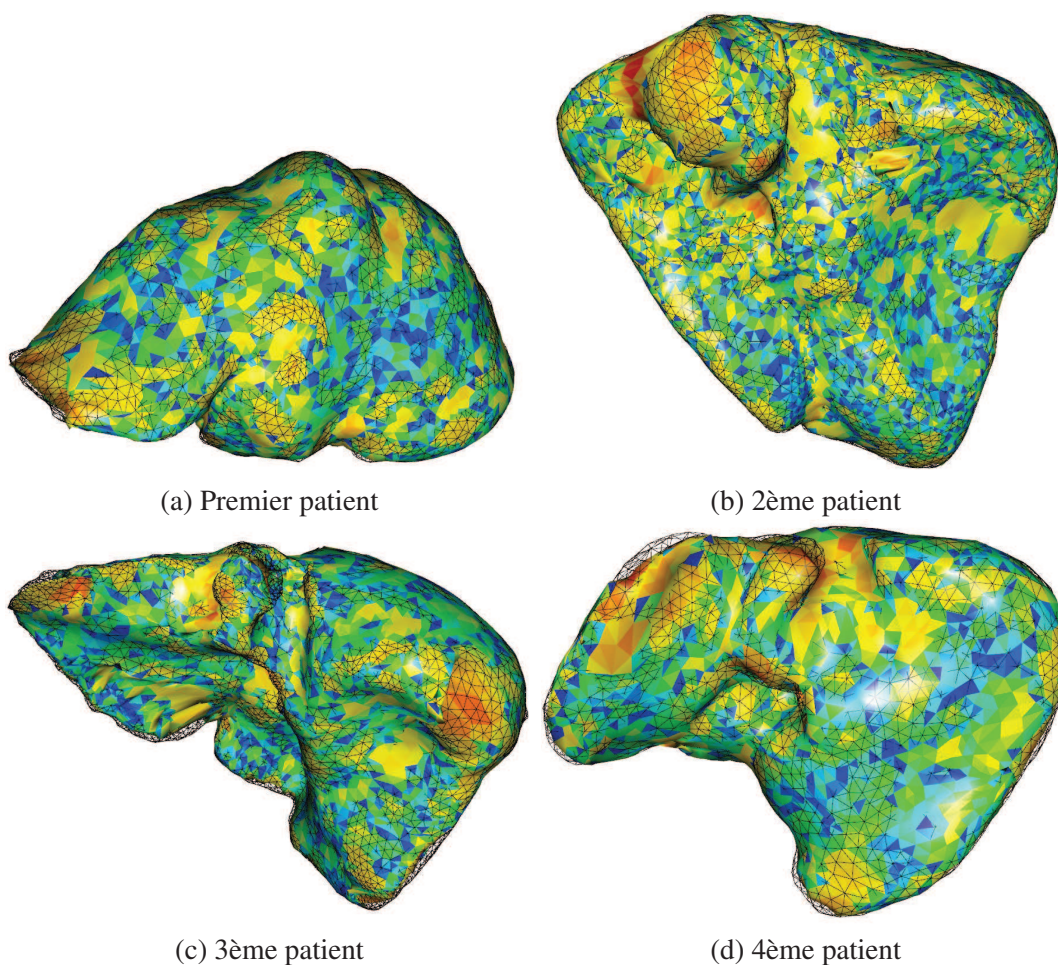 (a) Premier patient
(b) 2ème patient
(c) 3ème patient
(d) 4ème patient